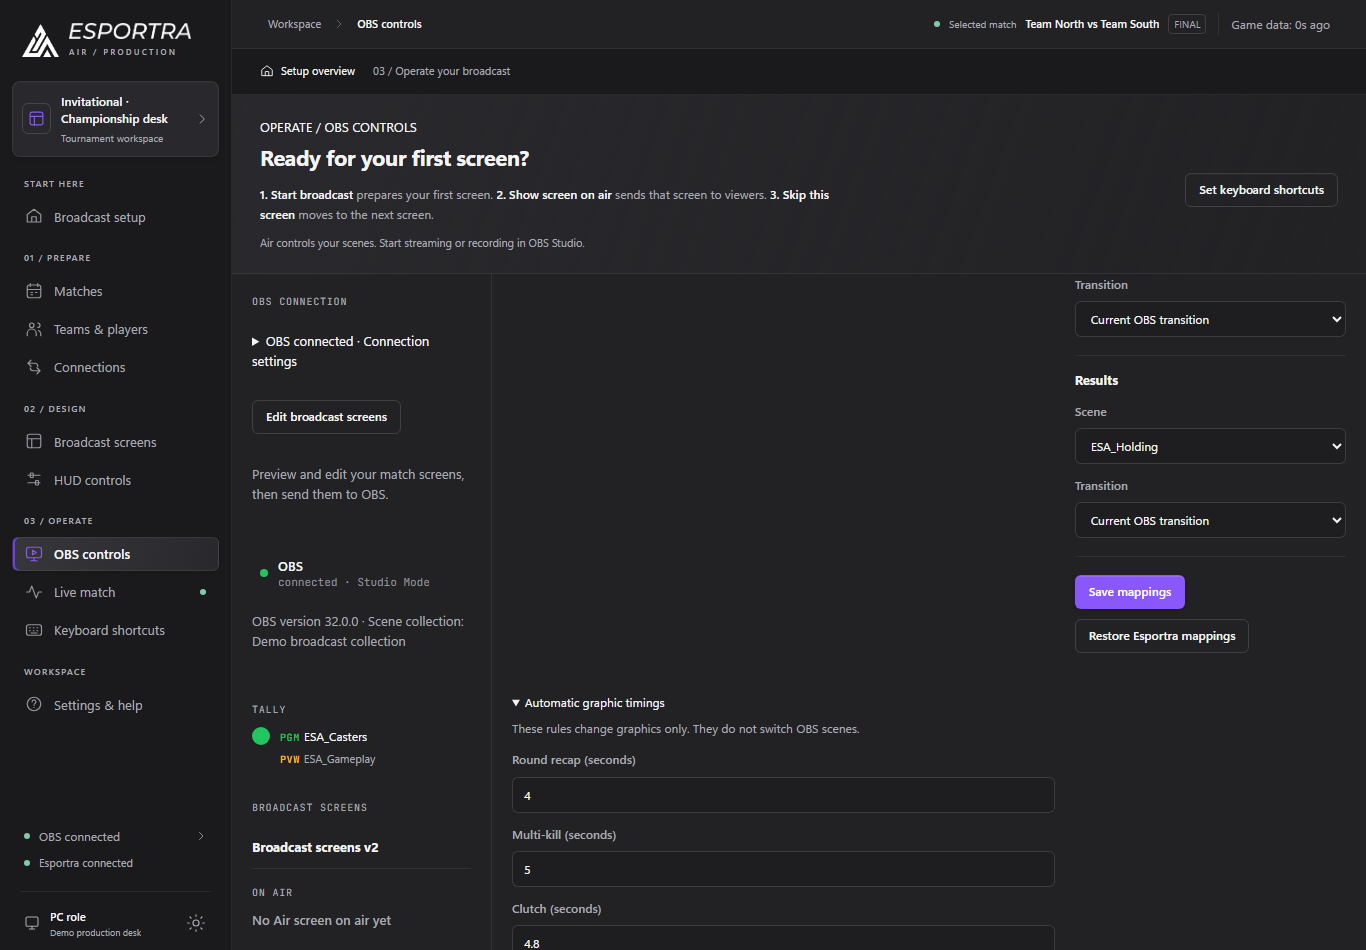 ESPORTRA
AIR / PRODUCTION
Invitational ·
Championship desk
Tournament workspace
START HERE
Broadcast setup
01 / PREPARE
Matches
Teams & players
Connections
02 / DESIGN
Broadcast screens
HUD controls
03 / OPERATE
OBS controls
Live match
Keyboard shortcuts
WORKSPACE
Settings & help
OBS connected
Esportra connected
PC role
Demo production desk
Workspace
OBS controls
Selected match Team North vs Team South FINAL
Game data: 0s ago
Setup overview
03 / Operate your broadcast
OPERATE / OBS CONTROLS
Ready for your first screen?
1. Start broadcast prepares your first screen. 2. Show screen on air sends that screen to viewers. 3. Skip this
screen moves to the next screen.
Air controls your scenes. Start streaming or recording in OBS Studio.
Set keyboard shortcuts
OBS CONNECTION
OBS connected · Connection
settings
Edit broadcast screens
Preview and edit your match screens,
then send them to OBS.
OBS
connected · Studio Mode
OBS version 32.0.0 · Scene collection:
Demo broadcast collection
TALLY
PGM ESA_Casters
PVW ESA_Gameplay
BROADCAST SCREENS
Broadcast screens v2
ON AIR
No Air screen on air yet
Automatic graphic timings
These rules change graphics only. They do not switch OBS scenes.
Round recap (seconds)
4
Multi-kill (seconds)
5
Clutch (seconds)
4.8
Transition
Current OBS transition
Results
Scene
ESA_Holding
Transition
Current OBS transition
Save mappings
Restore Esportra mappings